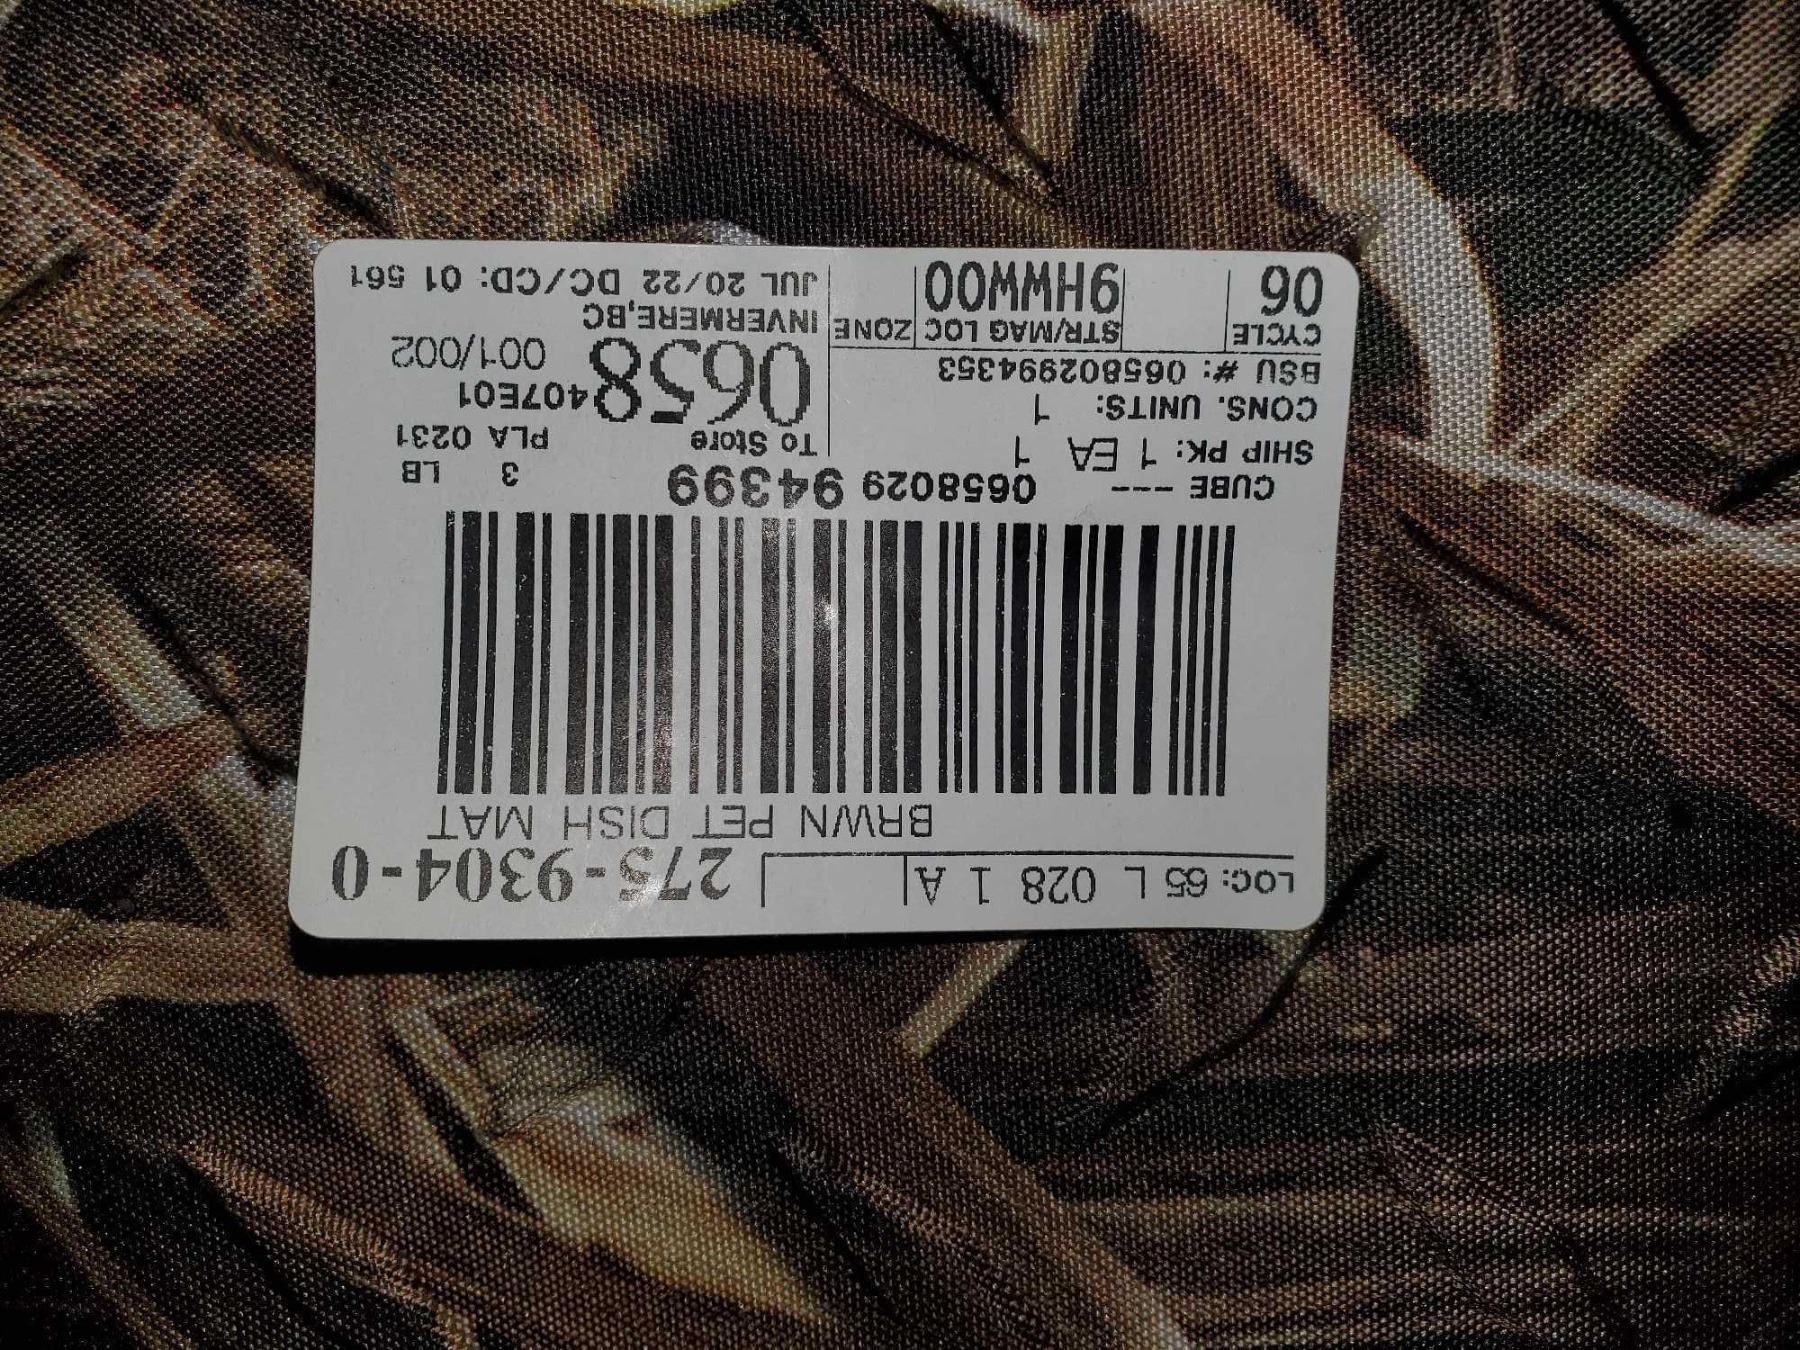 LOC: 65 L 028 1 A 275-9304-0
BRWN PET DISH MAT
CUBE --- 0658029 94399 3 LB
SHIP PK: 1 EA 1 To Store PLA 0231
CONS. UNITS: 1 0658 407E01
BSU #: 065802994353 001/002
CYCLE STR/MAG LOC ZONE INVERMERE,BC
06 9HWW00 JUL 20/22 DC/CD: 01 561